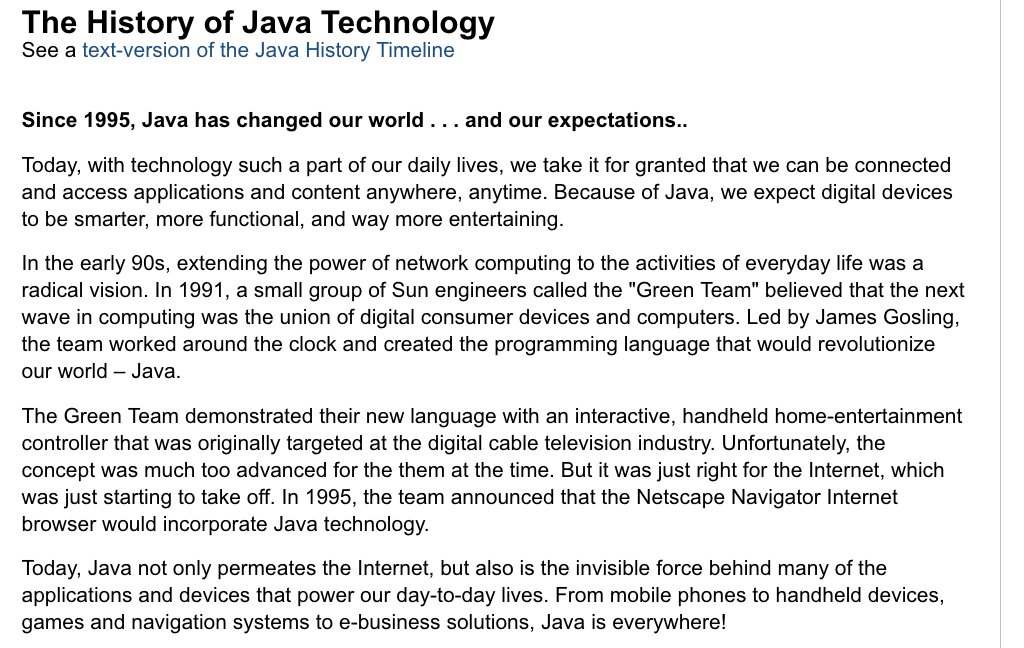 The History of Java Technology
See a text-version of the Java History Timeline
Since 1995, Java has changed our world . . . and our expectations..
Today, with technology such a part of our daily lives, we take it for granted that we can be connected
and access applications and content anywhere, anytime. Because of Java, we expect digital devices
to be smarter, more functional, and way more entertaining.
In the early 90s, extending the power of network computing to the activities of everyday life was a
radical vision. In 1991, a small group of Sun engineers called the "Green Team" believed that the next
wave in computing was the union of digital consumer devices and computers. Led by James Gosling,
the team worked around the clock and created the programming language that would revolutionize
our world – Java.
The Green Team demonstrated their new language with an interactive, handheld home-entertainment
controller that was originally targeted at the digital cable television industry. Unfortunately, the
concept was much too advanced for the them at the time. But it was just right for the Internet, which
was just starting to take off. In 1995, the team announced that the Netscape Navigator Internet
browser would incorporate Java technology.
Today, Java not only permeates the Internet, but also is the invisible force behind many of the
applications and devices that power our day-to-day lives. From mobile phones to handheld devices,
games and navigation systems to e-business solutions, Java is everywhere!